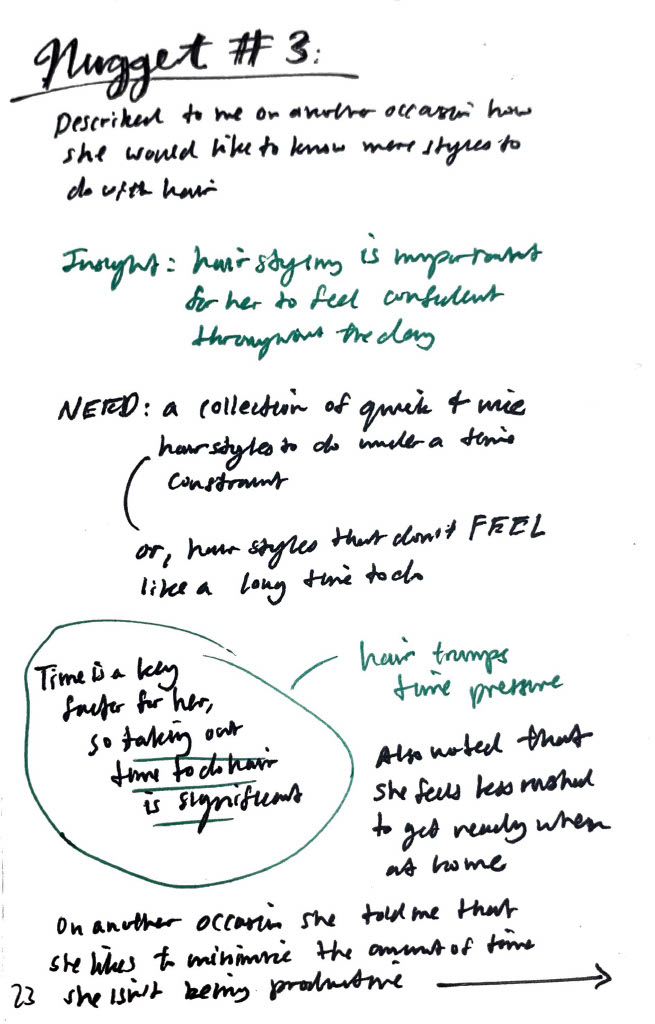 Nugget #3:
Described to me on another occasion how
she would like to know more styles to
do with hair
Insight: hair styling is important
for her to feel confident
throughout the day
NEED: a collection of quick + nice
hairstyles to do under a time
constraint
or, hair styles that don't FEEL
like a long time to do
Time is a key
factor for her,
so taking out
time to do hair
is significant
hair trumps
time pressure
Also noted that
she feels less rushed
to get ready when
at home
On another occasion she told me that
she likes to minimize the amount of time
23 she isn't being productive